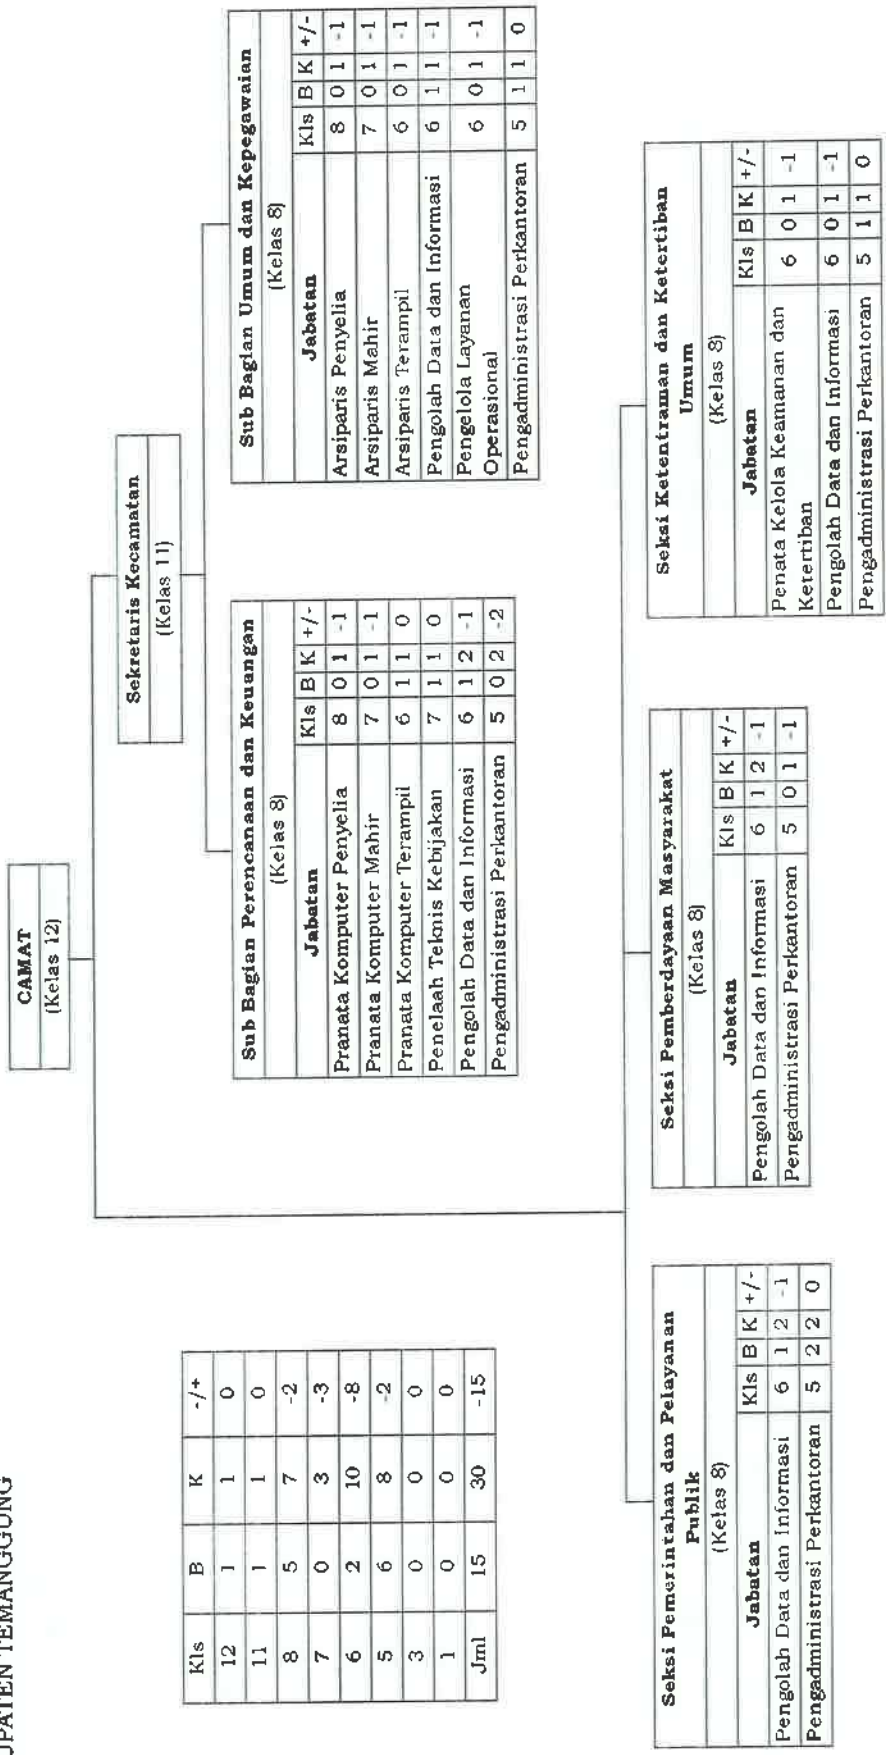 UPATEN TEMANGGUNG
CAMAT
(Kelas 12)
Sekretaris Kecamatan
(Kelas 11)
Kls B K -/+
12 1 1 0
11 1 1 0
8 5 7 -2
7 0 3 -3
6 2 10 -8
5 6 8 -2
3 0 0 0
1 0 0 0
Jml 15 30 -15
Sub Bagian Perencanaan dan Keuangan
(Kelas 8)
Jabatan Kls B K +/-
Pranata Komputer Penyelia 8 0 1 -1
Pranata Komputer Mahir 7 0 1 -1
Pranata Komputer Terampil 6 1 1 0
Penelaah Teknis Kebijakan 7 1 1 0
Pengolah Data dan Informasi 6 1 2 -1
Pengadministrasi Perkantoran 5 0 2 -2
Sub Bagian Umum dan Kepegawaian
(Kelas 8)
Jabatan Kls B K +/-
Arsiparis Penyelia 8 0 1 -1
Arsiparis Mahir 7 0 1 -1
Arsiparis Terampil 6 0 1 -1
Pengolah Data dan Informasi 6 1 1 -1
Pengelola Layanan
Operasional 6 0 1 -1
Pengadministrasi Perkantoran 5 1 1 0
Seksi Pemerintahan dan Pelayanan
Publik
(Kelas 8)
Jabatan Kls B K +/-
Pengolah Data dan Informasi 6 1 2 -1
Pengadministrasi Perkantoran 5 2 2 0
Seksi Pemberdayaan Masyarakat
(Kelas 8)
Jabatan Kls B K +/-
Pengolah Data dan Informasi 6 1 2 -1
Pengadministrasi Perkantoran 5 0 1 -1
Seksi Ketentraman dan Ketertiban
Umum
(Kelas 8)
Jabatan Kls B K +/-
Penata Kelola Keamanan dan
Ketertiban 6 0 1 -1
Pengolah Data dan Informasi 6 0 1 -1
Pengadministrasi Perkantoran 5 1 1 0